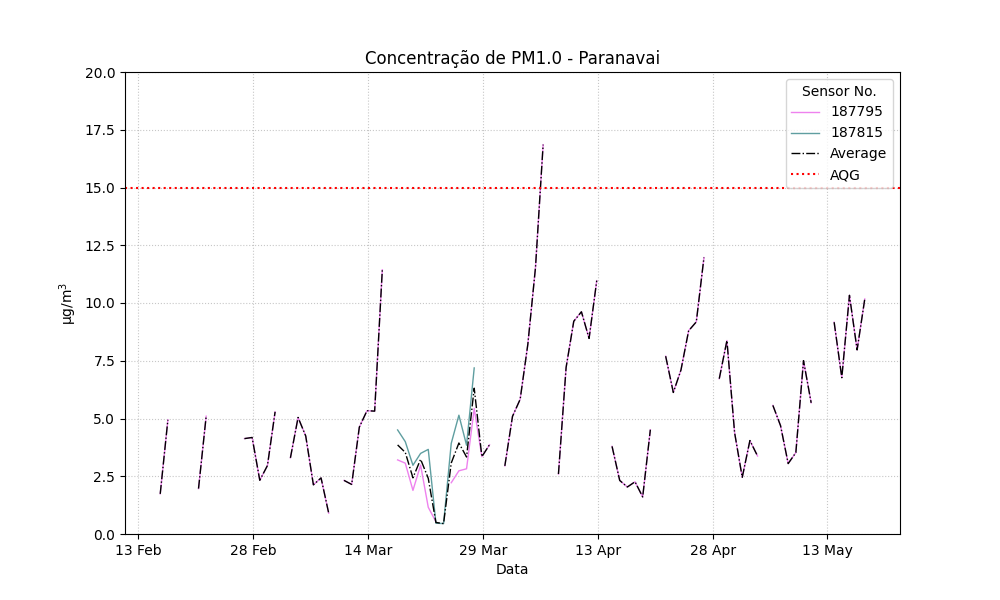 Concentração de PM1.0 - Paranavai
20.0
17.5
15.0
12.5
10.0
7.5
5.0
2.5
0.0
µg/m³
13 Feb
28 Feb
14 Mar
29 Mar
13 Apr
28 Apr
13 May
Data
Sensor No.
187795
187815
Average
AQG